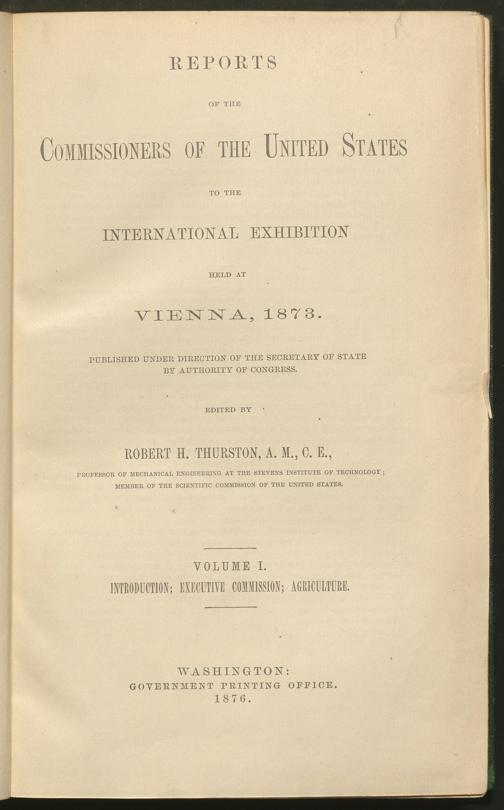 REPORTS
OF THE
COMMISSIONERS OF THE UNITED STATES
TO THE
INTERNATIONAL EXHIBITION
HELD AT
VIENNA, 1873.
PUBLISHED UNDER DIRECTION OF THE SECRETARY OF STATE
BY AUTHORITY OF CONGRESS.
EDITED BY
ROBERT H. THURSTON, A. M., C. E.,
PROFESSOR OF MECHANICAL ENGINEERING AT THE STEVENS INSTITUTE OF TECHNOLOGY;
MEMBER OF THE SCIENTIFIC COMMISSION OF THE UNITED STATES.
VOLUME I.
INTRODUCTION; EXECUTIVE COMMISSION; AGRICULTURE.
WASHINGTON:
GOVERNMENT PRINTING OFFICE.
1876.